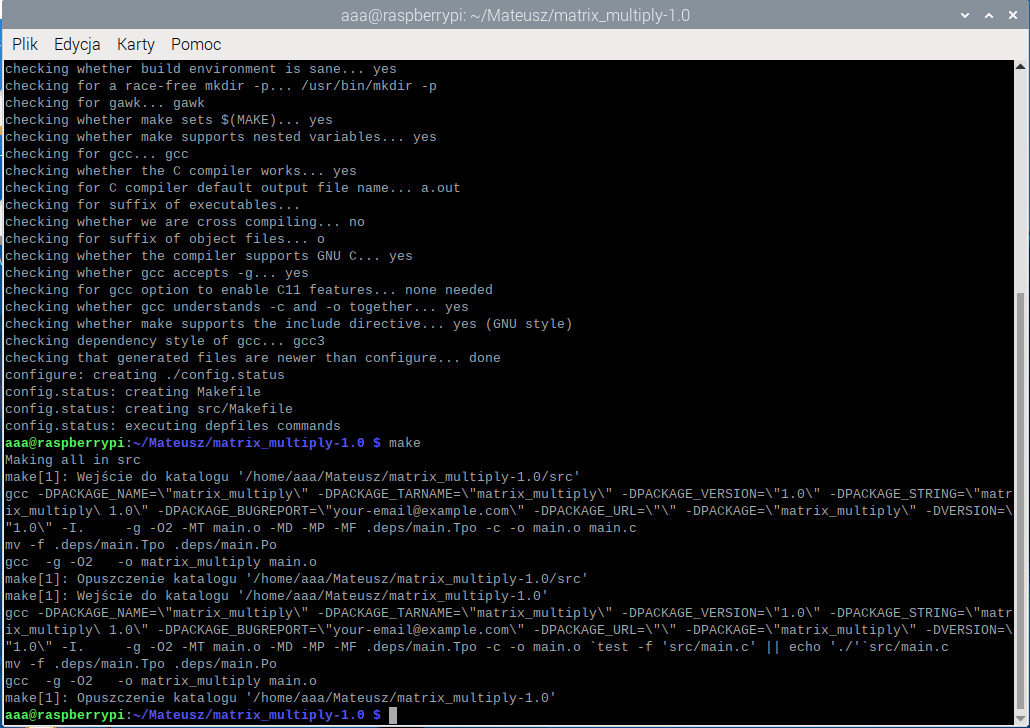 aaa@raspberrypi: ~/Mateusz/matrix_multiply-1.0
Plik Edycja Karty Pomoc
checking whether build environment is sane... yes
checking for a race-free mkdir -p... /usr/bin/mkdir -p
checking for gawk... gawk
checking whether make sets $(MAKE)... yes
checking whether make supports nested variables... yes
checking for gcc... gcc
checking whether the C compiler works... yes
checking for C compiler default output file name... a.out
checking for suffix of executables...
checking whether we are cross compiling... no
checking for suffix of object files... o
checking whether the compiler supports GNU C... yes
checking whether gcc accepts -g... yes
checking for gcc option to enable C11 features... none needed
checking whether gcc understands -c and -o together... yes
checking whether make supports the include directive... yes (GNU style)
checking dependency style of gcc... gcc3
checking that generated files are newer than configure... done
configure: creating ./config.status
config.status: creating Makefile
config.status: creating src/Makefile
config.status: executing depfiles commands
aaa@raspberrypi:~/Mateusz/matrix_multiply-1.0 $ make
Making all in src
make[1]: Wejście do katalogu '/home/aaa/Mateusz/matrix_multiply-1.0/src'
gcc -DPACKAGE_NAME=\"matrix_multiply\" -DPACKAGE_TARNAME=\"matrix_multiply\" -DPACKAGE_VERSION=\"1.0\" -DPACKAGE_STRING=\"matr
ix_multiply\ 1.0\" -DPACKAGE_BUGREPORT=\"your-email@example.com\" -DPACKAGE_URL=\"\" -DPACKAGE=\"matrix_multiply\" -DVERSION=\
"1.0\" -I.     -g -O2 -MT main.o -MD -MP -MF .deps/main.Tpo -c -o main.o main.c
mv -f .deps/main.Tpo .deps/main.Po
gcc  -g -O2   -o matrix_multiply main.o
make[1]: Opuszczenie katalogu '/home/aaa/Mateusz/matrix_multiply-1.0/src'
make[1]: Wejście do katalogu '/home/aaa/Mateusz/matrix_multiply-1.0'
gcc -DPACKAGE_NAME=\"matrix_multiply\" -DPACKAGE_TARNAME=\"matrix_multiply\" -DPACKAGE_VERSION=\"1.0\" -DPACKAGE_STRING=\"matr
ix_multiply\ 1.0\" -DPACKAGE_BUGREPORT=\"your-email@example.com\" -DPACKAGE_URL=\"\" -DPACKAGE=\"matrix_multiply\" -DVERSION=\
"1.0\" -I.     -g -O2 -MT main.o -MD -MP -MF .deps/main.Tpo -c -o main.o `test -f 'src/main.c' || echo './'`src/main.c
mv -f .deps/main.Tpo .deps/main.Po
gcc  -g -O2   -o matrix_multiply main.o
make[1]: Opuszczenie katalogu '/home/aaa/Mateusz/matrix_multiply-1.0'
aaa@raspberrypi:~/Mateusz/matrix_multiply-1.0 $